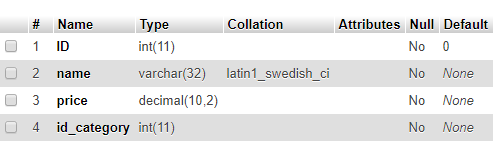 # Name Type Collation Attributes Null Default
1 ID int(11) No 0
2 name varchar(32) latin1_swedish_ci No None
3 price decimal(10,2) No None
4 id_category int(11) No None